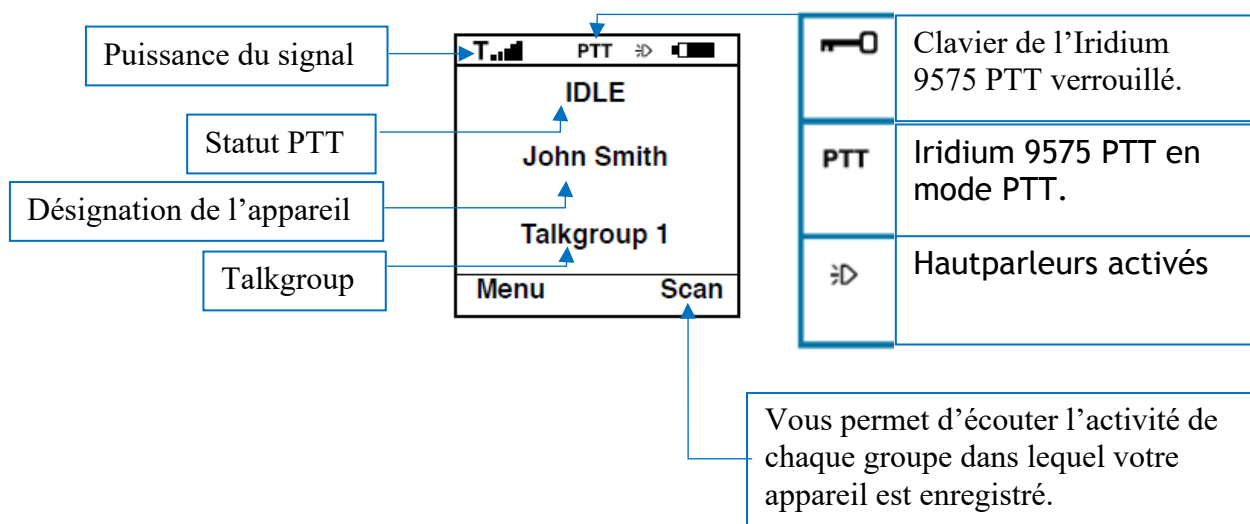 Puissance du signal
Statut PTT
Désignation de l’appareil
Talkgroup
T PTT
IDLE
John Smith
Talkgroup 1
Menu Scan
Clavier de l’Iridium
9575 PTT verrouillé.
PTT
Iridium 9575 PTT en
mode PTT.
Hautparleurs activés
Vous permet d’écouter l’activité de
chaque groupe dans lequel votre
appareil est enregistré.